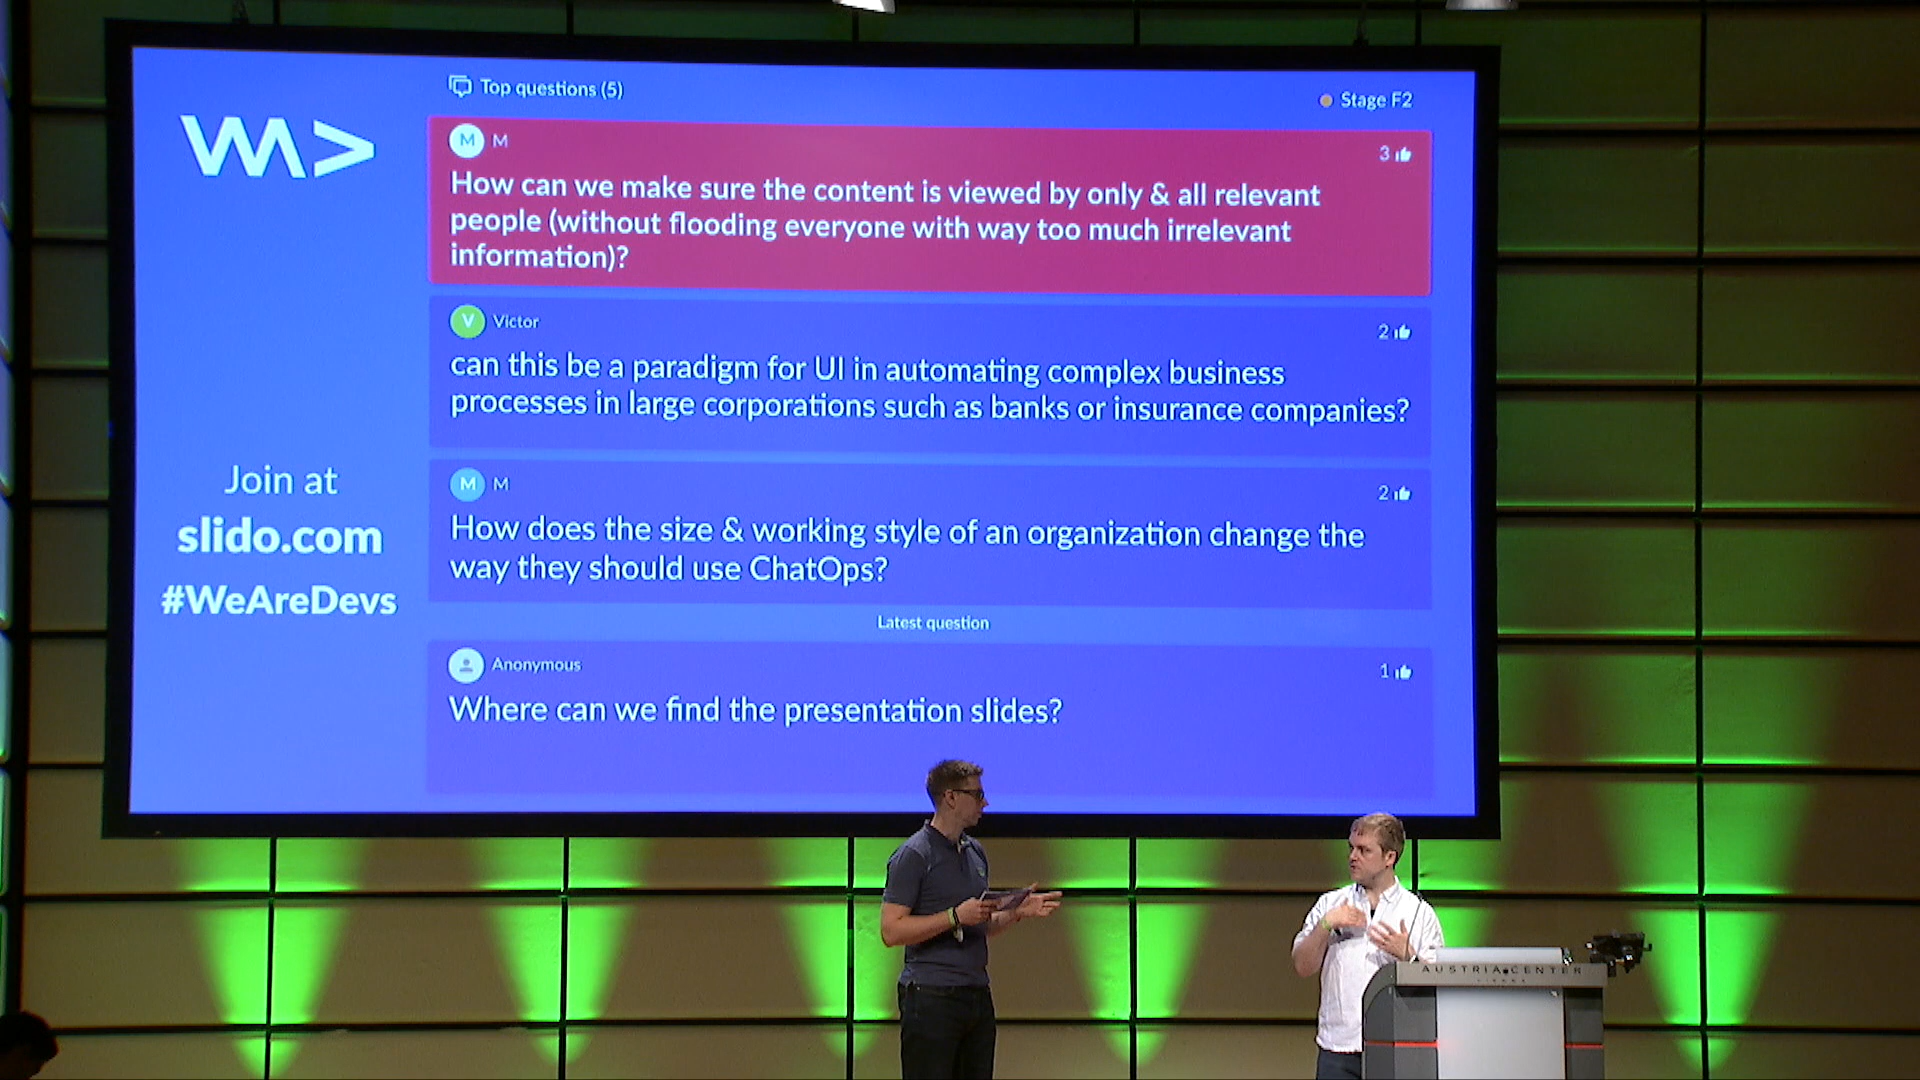 Top questions (5)
Stage F2
WA>
M M
3
How can we make sure the content is viewed by only & all relevant
people (without flooding everyone with way too much irrelevant
information)?
V Victor
2
can this be a paradigm for UI in automating complex business
processes in large corporations such as banks or insurance companies?
M M
2
How does the size & working style of an organization change the
way they should use ChatOps?
Latest question
Anonymous
1
Where can we find the presentation slides?
Join at
slido.com
#WeAreDevs
AUSTRIA CENTER
VIENNA